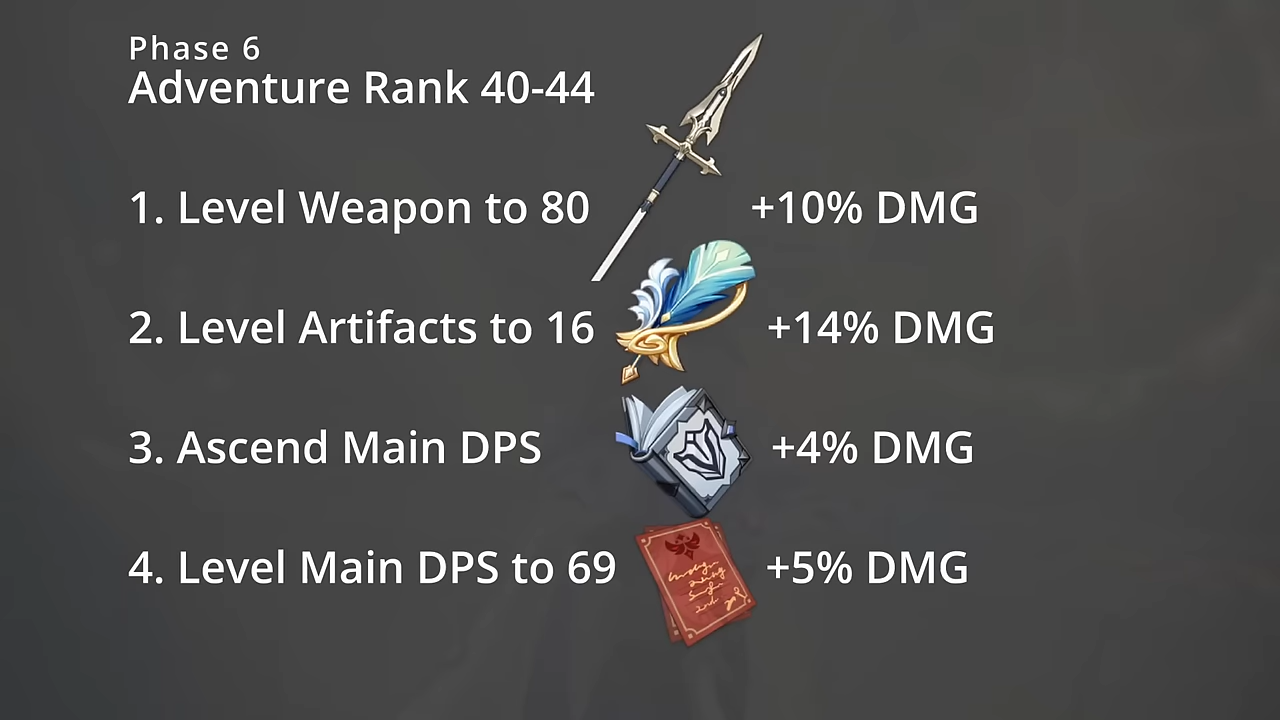 Phase 6
Adventure Rank 40-44
1. Level Weapon to 80 +10% DMG
2. Level Artifacts to 16 +14% DMG
3. Ascend Main DPS +4% DMG
4. Level Main DPS to 69 +5% DMG